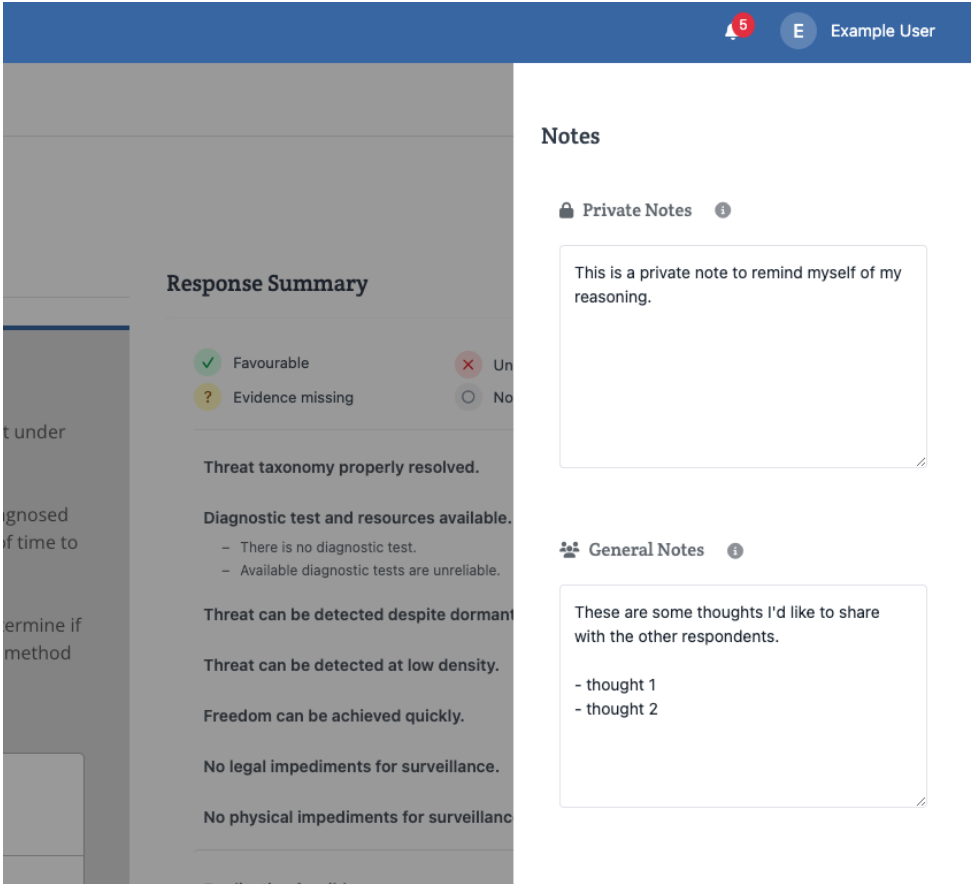 5
E
Example User
Notes
Private Notes
This is a private note to remind myself of my
reasoning.
General Notes
These are some thoughts I'd like to share
with the other respondents.
- thought 1
- thought 2
Response Summary
Favourable
Un
? Evidence missing
No
Threat taxonomy properly resolved.
Diagnostic test and resources available.
– There is no diagnostic test.
– Available diagnostic tests are unreliable.
Threat can be detected despite dormant
Threat can be detected at low density.
Freedom can be achieved quickly.
No legal impediments for surveillance.
No physical impediments for surveillanc
t under
gnosed
of time to
ermine if
method